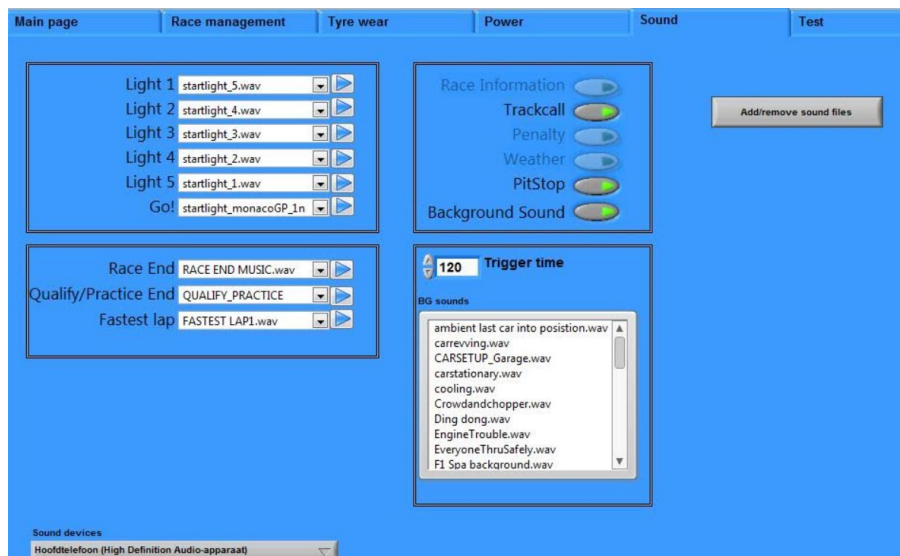 Main page Race management Tyre wear Power Sound Test
Light 1 startlight_5.wav
Light 2 startlight_4.wav
Light 3 startlight_3.wav
Light 4 startlight_2.wav
Light 5 startlight_1.wav
Go! startlight_monacoGP_1n
Race End RACE END MUSIC.wav
Qualify/Practice End QUALIFY_PRACTICE
Fastest lap FASTEST LAP1.wav
Race Information
Trackcall
Penalty
Weather
PitStop
Background Sound
120 Trigger time
BG sounds
ambient last car into posistion.wav
carrevving.wav
CARSETUP_Garage.wav
carstationary.wav
cooling.wav
Crowdandchopper.wav
Ding dong.wav
EngineTrouble.wav
EveryoneThruSafely.wav
F1 Spa background.wav
Add/remove sound files
Sound devices
Hoofdtelefoon (High Definition Audio-apparaat)